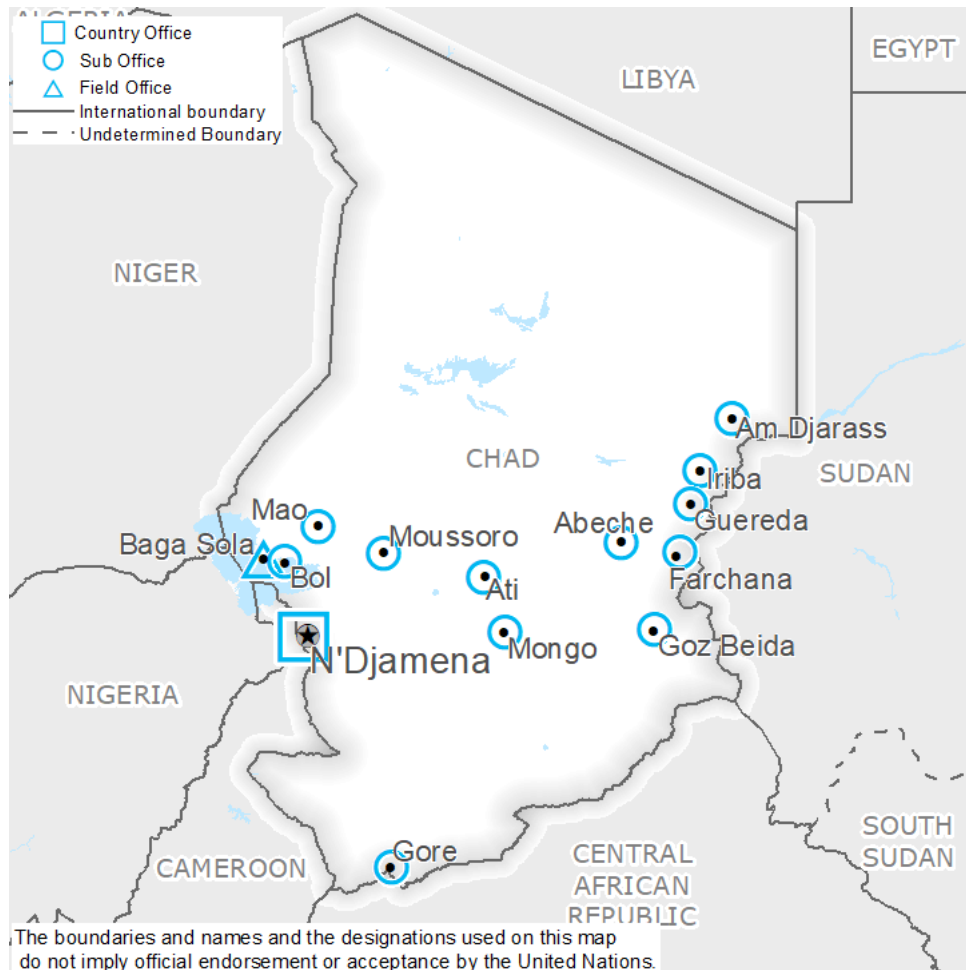 ALGERIA
Country Office
Sub Office
Field Office
International boundary
Undetermined Boundary
EGYPT
LIBYA
NIGER
CHAD
Am Djarass
SUDAN
Iriba
Mao
Guereda
Abeche
Moussoro
Baga Sola
Bol
Farchana
Ati
Mongo
Goz Beida
N'Djamena
NIGERIA
SOUTH
SUDAN
Gore
CAMEROON
CENTRAL
AFRICAN
REPUBLIC
The boundaries and names and the designations used on this map
do not imply official endorsement or acceptance by the United Nations.